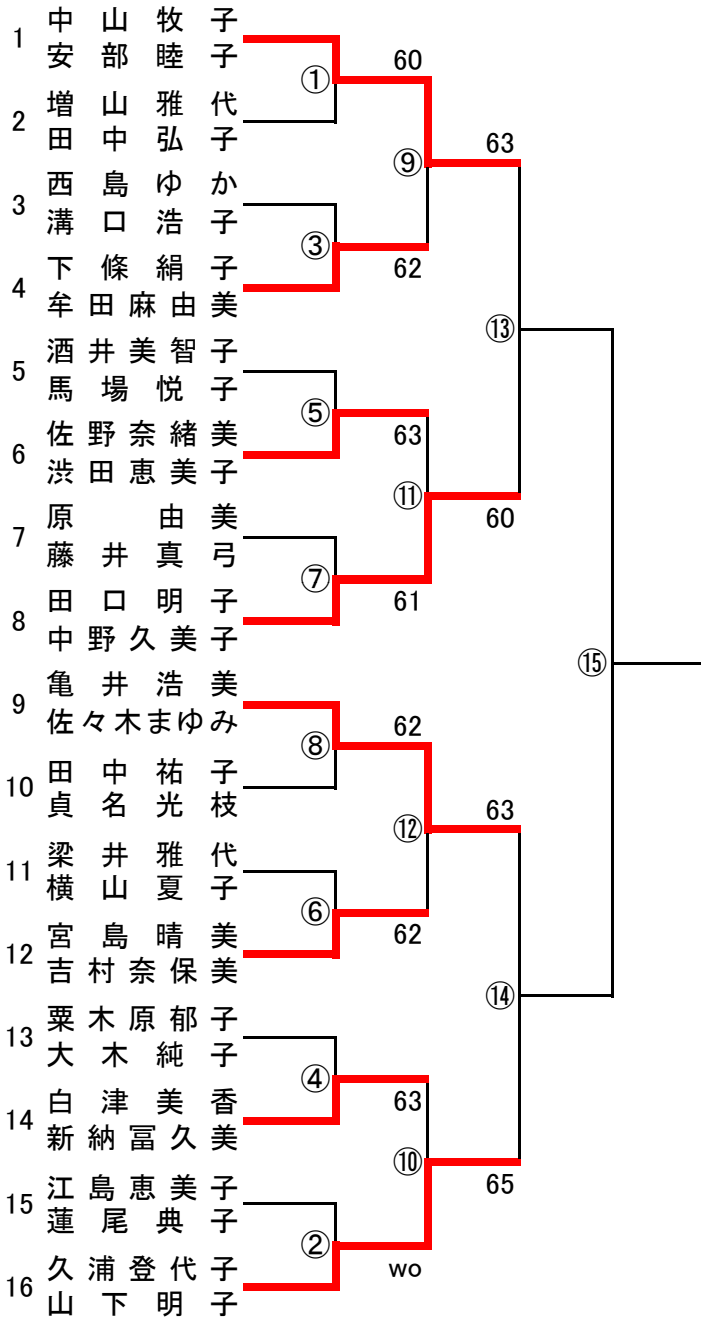 1
中山牧子
安部睦子
①
60
2
増山雅代
田中弘子
⑨
63
3
西島ゆか
溝口浩子
③
62
4
下條絹子
牟田麻由美
⑬
5
酒井美智子
馬場悦子
⑤
63
6
佐野奈緒美
渋田恵美子
⑪
60
7
原由美
藤井真弓
⑦
61
8
田口明子
中野久美子
⑮
9
亀井浩美
佐々木まゆみ
⑧
62
10
田中祐子
貞名光枝
⑫
63
11
梁井雅代
横山夏子
⑥
62
12
宮島晴美
吉村奈保美
⑭
13
粟木原郁子
大木純子
④
63
14
白津美香
新納冨久美
⑩
65
15
江島恵美子
蓮尾典子
②
wo
16
久浦登代子
山下明子